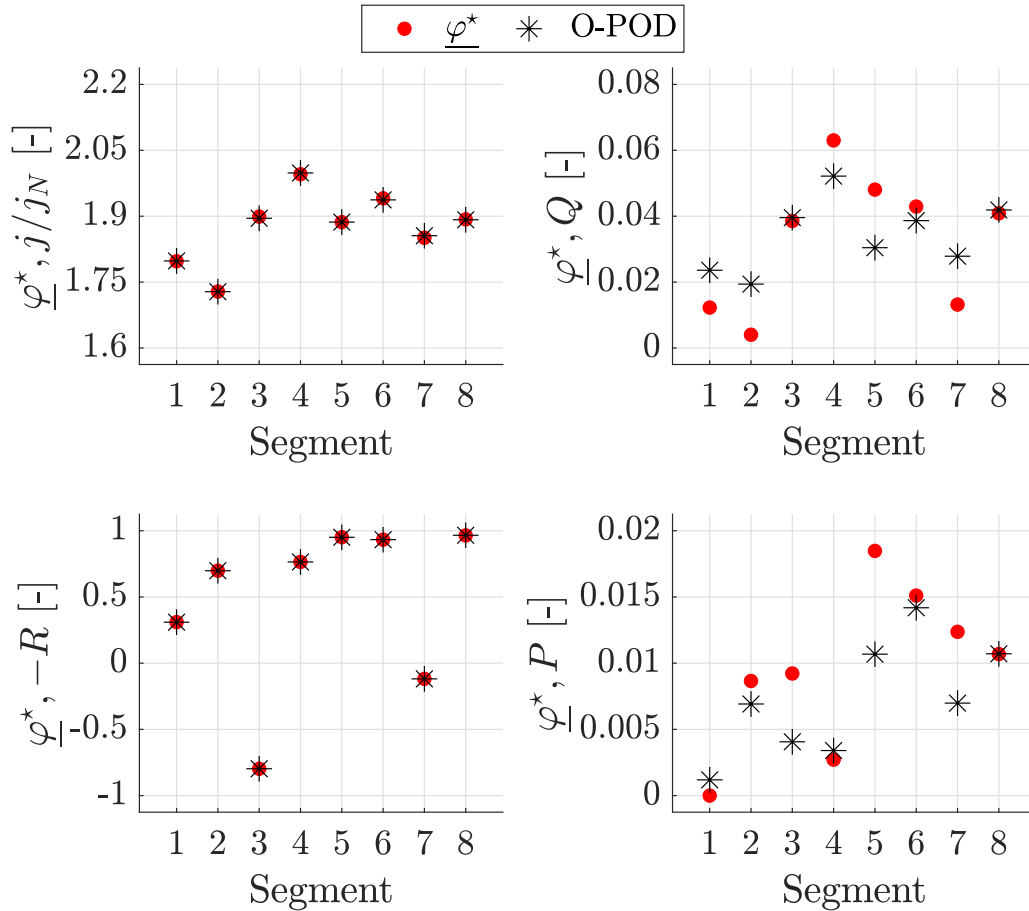 φ* O-POD
φ*, j/j_N [-]
2.2
2.05
1.9
1.75
1.6
1 2 3 4 5 6 7 8
Segment
φ*, Q [-]
0.08
0.06
0.04
0.02
0
1 2 3 4 5 6 7 8
Segment
φ*, −R [-]
1
0.5
0
-0.5
-1
1 2 3 4 5 6 7 8
Segment
φ*, P [-]
0.02
0.015
0.01
0.005
0
1 2 3 4 5 6 7 8
Segment